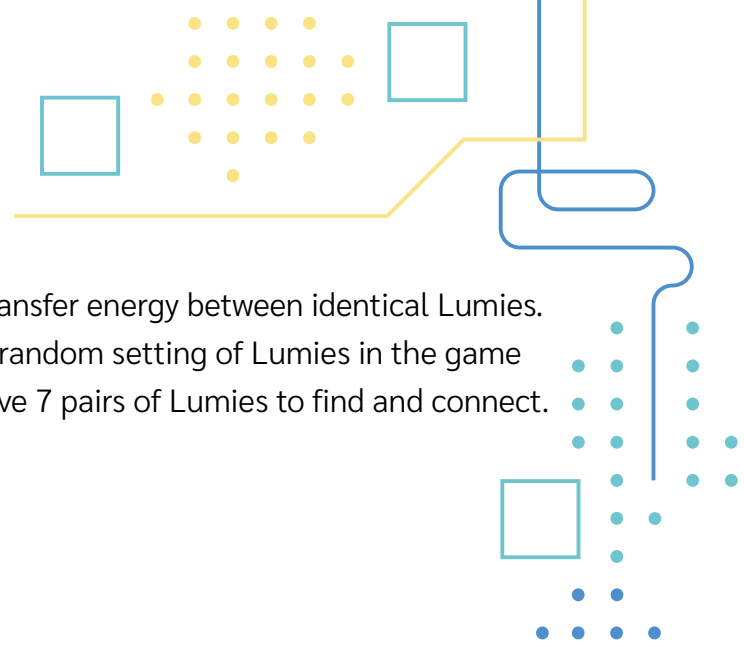 ansfer energy between identical Lumies.
random setting of Lumies in the game
ve 7 pairs of Lumies to find and connect.